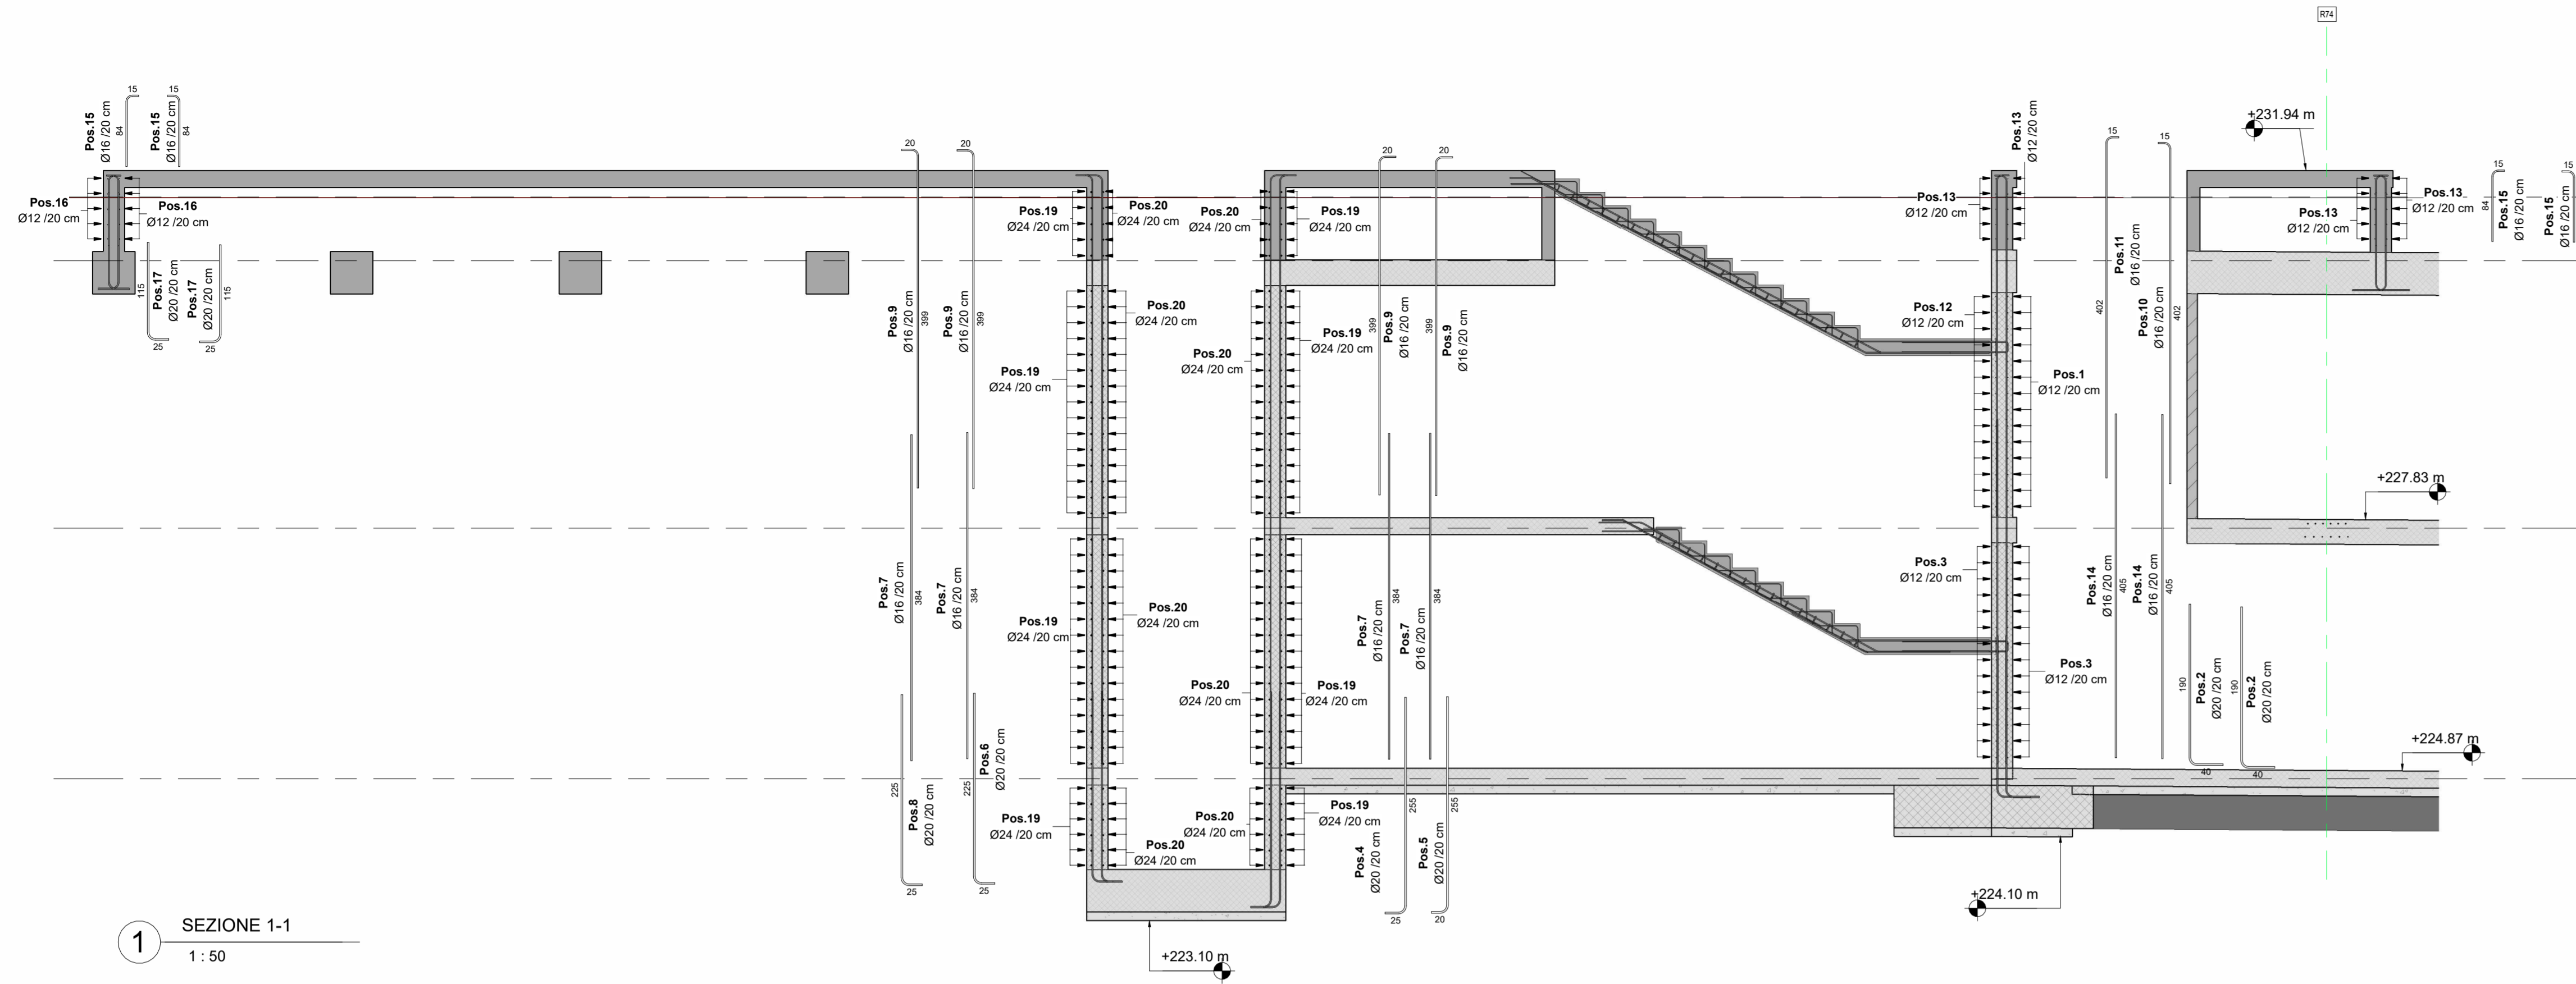 R74
+231.94 m
15
15
Pos.15
Ø16 /20 cm
84
Pos.15
Ø16 /20 cm
84
Pos.16
Ø12 /20 cm
Pos.16
Ø12 /20 cm
115
Pos.17
Ø20 /20 cm
Pos.17
Ø20 /20 cm
115
25
25
20
20
Pos.9
Ø16 /20 cm
399
Pos.9
Ø16 /20 cm
399
Pos.7
Ø16 /20 cm
384
Pos.7
Ø16 /20 cm
384
225
Pos.8
Ø20 /20 cm
225
Pos.6
Ø20 /20 cm
25
25
Pos.19
Ø24 /20 cm
Pos.20
Ø24 /20 cm
Pos.20
Ø24 /20 cm
Pos.19
Ø24 /20 cm
Pos.20
Ø24 /20 cm
Pos.19
Ø24 /20 cm
Pos.20
Ø24 /20 cm
Pos.19
Ø24 /20 cm
Pos.20
Ø24 /20 cm
Pos.19
Ø24 /20 cm
Pos.20
Ø24 /20 cm
Pos.19
Ø24 /20 cm
Pos.19
Ø24 /20 cm
Pos.20
Ø24 /20 cm
Pos.20
Ø24 /20 cm
Pos.19
Ø24 /20 cm
20
20
399
Pos.9
Ø16 /20 cm
399
Pos.9
Ø16 /20 cm
Pos.7
Ø16 /20 cm
384
Pos.7
Ø16 /20 cm
384
Pos.4
Ø20 /20 cm
255
Pos.5
Ø20 /20 cm
255
25
20
Pos.13
Ø12 /20 cm
Pos.13
Ø12 /20 cm
Pos.12
Ø12 /20 cm
Pos.1
Ø12 /20 cm
Pos.3
Ø12 /20 cm
Pos.3
Ø12 /20 cm
15
15
402
Pos.11
Ø16 /20 cm
Pos.10
Ø16 /20 cm
402
Pos.14
Ø16 /20 cm
405
Pos.14
Ø16 /20 cm
405
190
Pos.2
Ø20 /20 cm
190
Pos.2
Ø20 /20 cm
40
40
Pos.13
Ø12 /20 cm
Pos.13
Ø12 /20 cm
15
84
Pos.15
Ø16 /20 cm
15
Pos.15
Ø16 /20 cm
+227.83 m
+224.87 m
+224.10 m
+223.10 m
1
SEZIONE 1-1
1 : 50